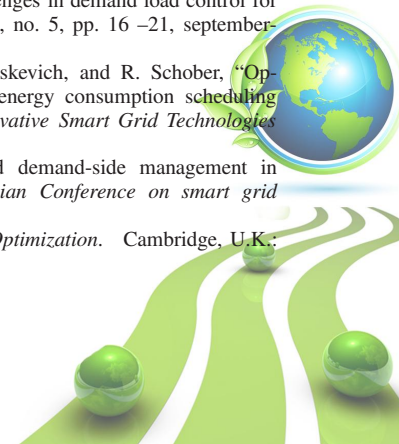 enges in demand load control for
, no. 5, pp. 16 –21, september-
skevich, and R. Schober, “Op-
energy consumption scheduling
vative Smart Grid Technologies
d demand-side management in
ian Conference on smart grid
Optimization. Cambridge, U.K.: